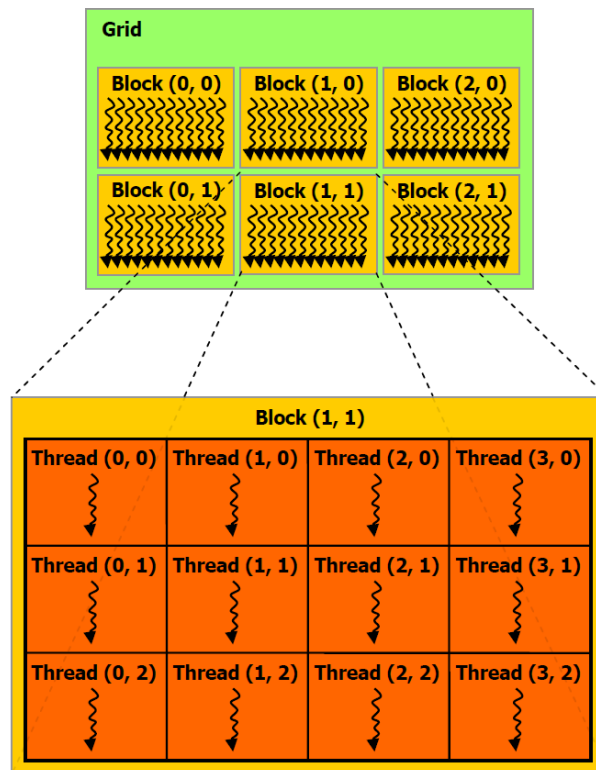 Grid
Block (0, 0) Block (1, 0) Block (2, 0)
Block (0, 1) Block (1, 1) Block (2, 1)
Block (1, 1)
Thread (0, 0) Thread (1, 0) Thread (2, 0) Thread (3, 0)
Thread (0, 1) Thread (1, 1) Thread (2, 1) Thread (3, 1)
Thread (0, 2) Thread (1, 2) Thread (2, 2) Thread (3, 2)